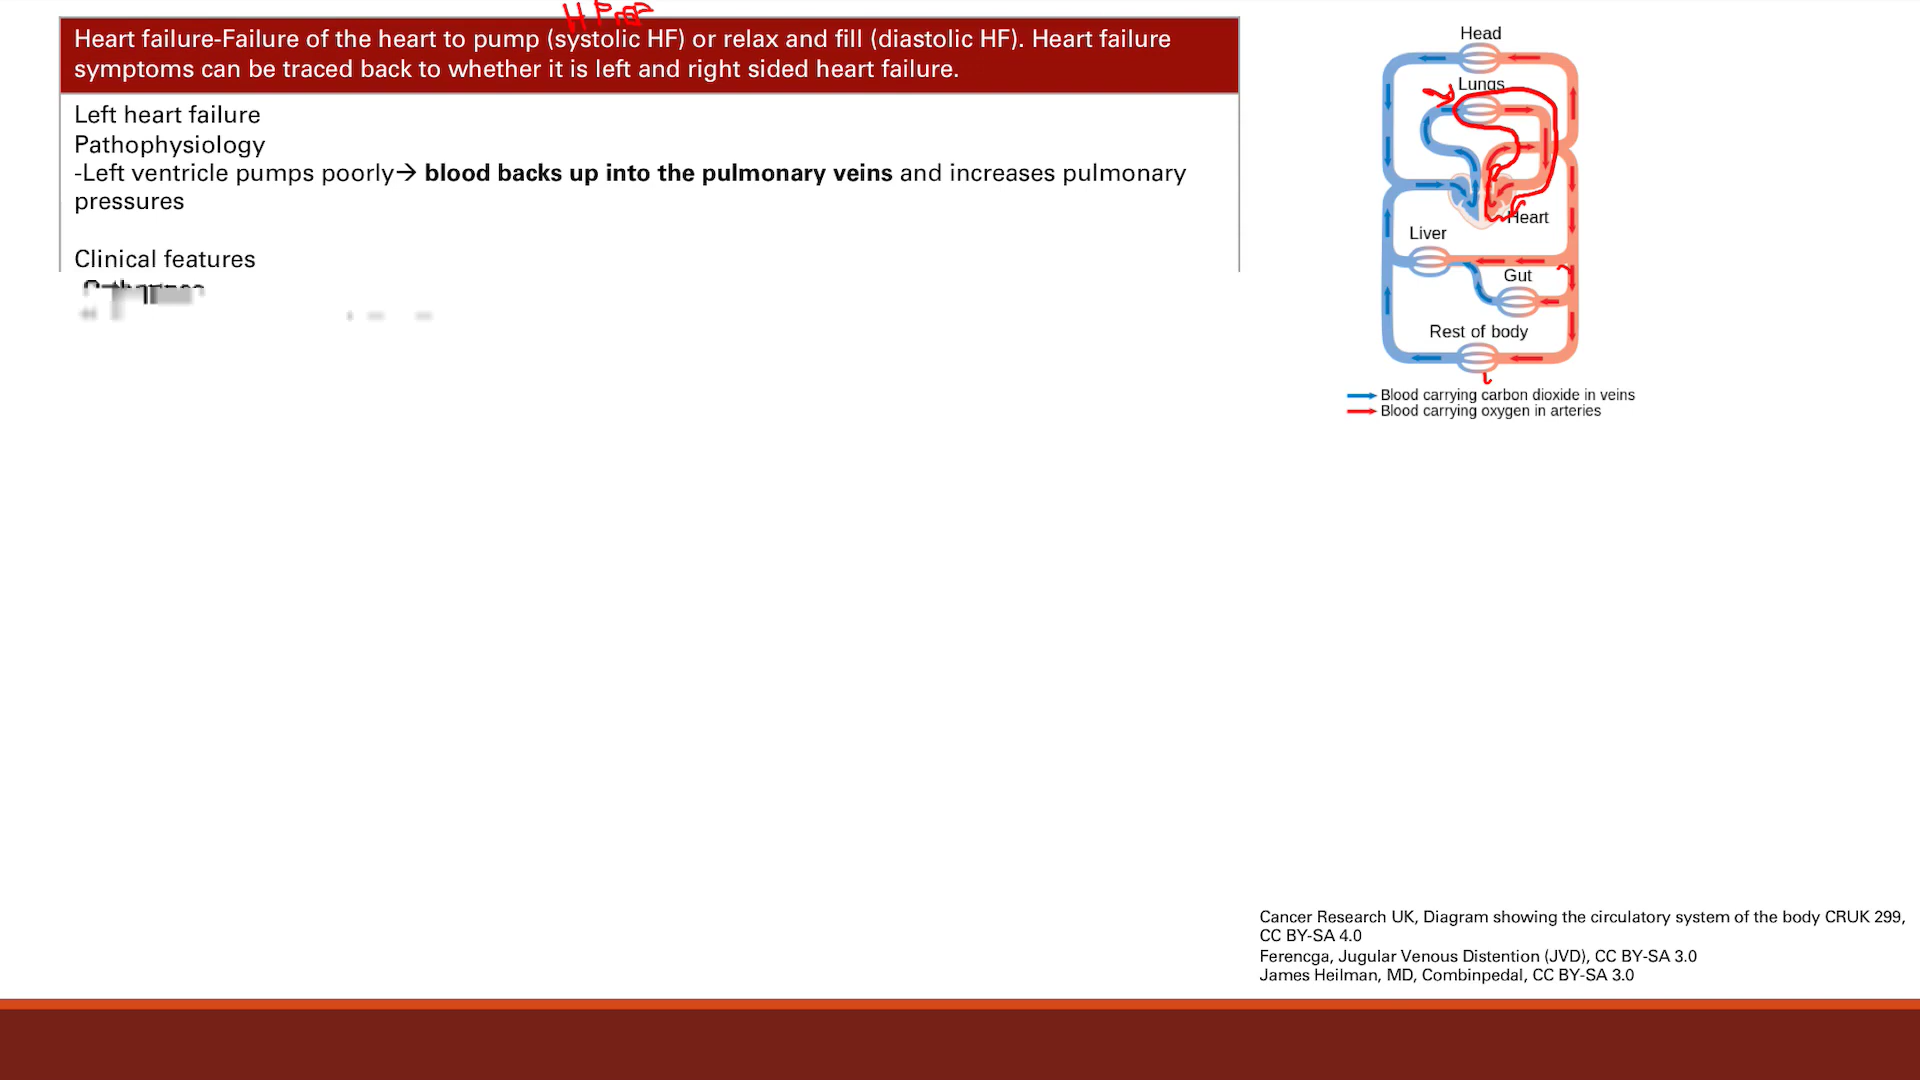 Heart failure-Failure of the heart to pump (systolic HF) or relax and fill (diastolic HF). Heart failure
symptoms can be traced back to whether it is left and right sided heart failure.
Left heart failure
Pathophysiology
-Left ventricle pumps poorly→ blood backs up into the pulmonary veins and increases pulmonary
pressures
Clinical features
Head
Lungs
Heart
Liver
Gut
Rest of body
Blood carrying carbon dioxide in veins
Blood carrying oxygen in arteries
Cancer Research UK, Diagram showing the circulatory system of the body CRUK 299,
CC BY-SA 4.0
Ferencga, Jugular Venous Distention (JVD), CC BY-SA 3.0
James Heilman, MD, Combinpedal, CC BY-SA 3.0